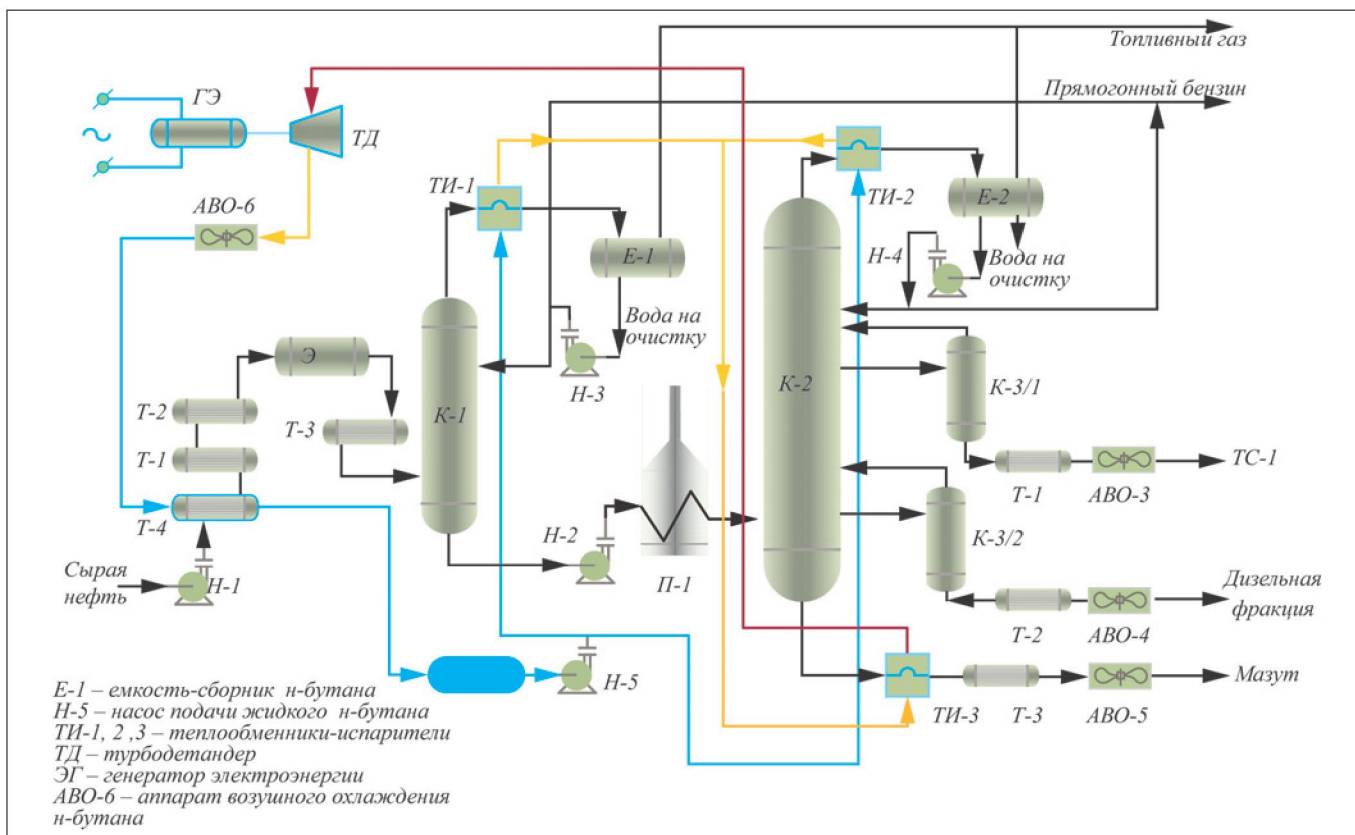 Топливный газ
Прямогонный бензин
ГЭ
ТД
АВО-6
ТИ-1
ТИ-2
Е-1
Е-2
Н-4
Вода на
очистку
Вода на
очистку
Э
Т-2
Т-3
К-1
Н-3
К-2
К-3/1
Т-1
ТС-1
Т-1
АВО-3
Т-4
Н-2
К-3/2
Сырая
нефть
Н-1
П-1
Дизельная
фракция
Т-2
АВО-4
Н-5
Мазут
ТИ-3
Т-3
АВО-5
Е-1 – емкость-сборник н-бутана
Н-5 – насос подачи жидкого н-бутана
ТИ-1, 2 ,3 – теплообменники-испарители
ТД – турбодетандер
ЭГ – генератор электроэнергии
АВО-6 – аппарат возушного охлаждения
н-бутана